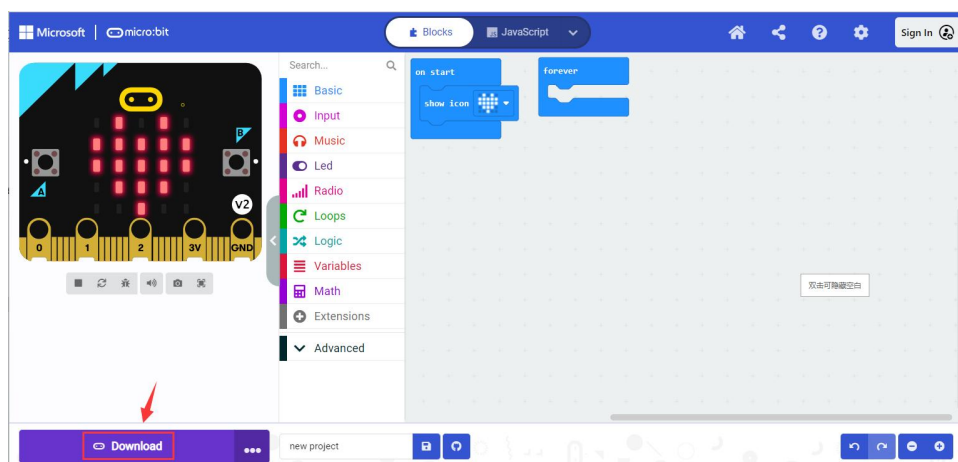 Microsoft | micro:bit
Blocks
JavaScript
Sign In
B
A
V2
0 1 2 3V GND
Search...
Basic
Input
Music
Led
Radio
Loops
Logic
Variables
Math
Extensions
Advanced
on start
show icon
forever
双击可隐藏空白
Download
new project